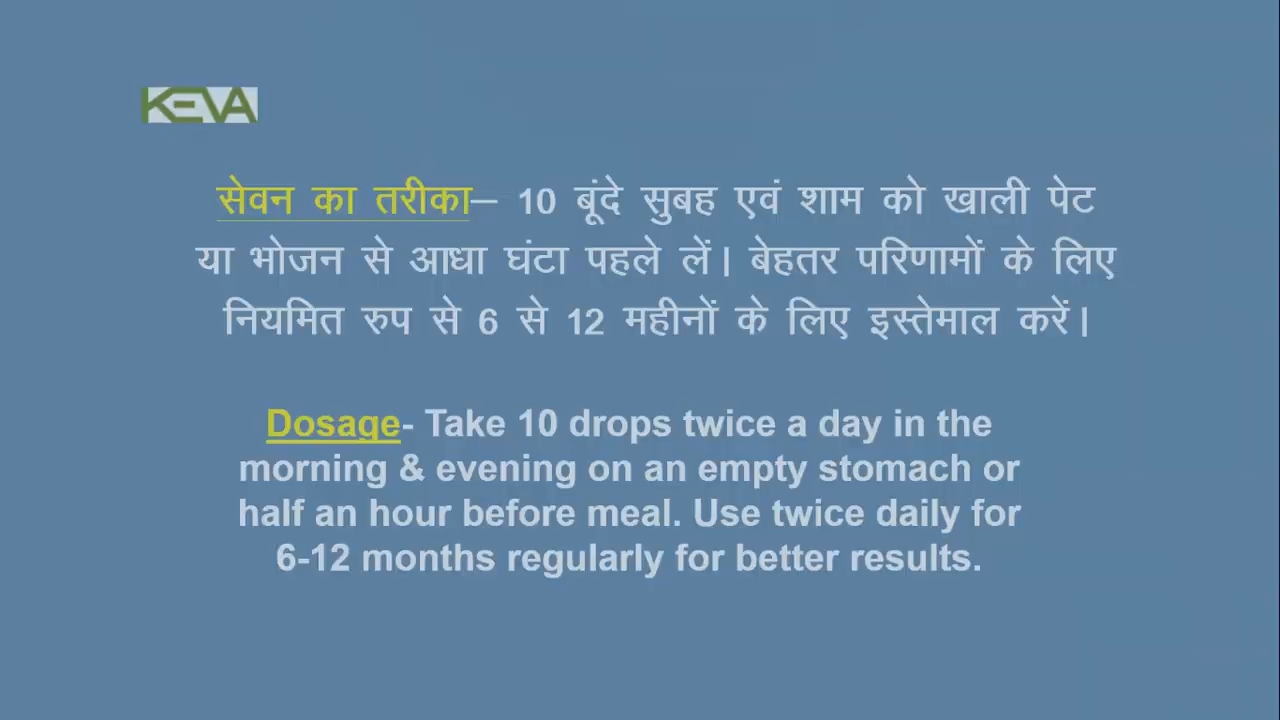 KEVA
सेवन का तरीका– 10 बूंदे सुबह एवं शाम को खाली पेट
या भोजन से आधा घंटा पहले लें। बेहतर परिणामों के लिए
नियमित रुप से 6 से 12 महीनों के लिए इस्तेमाल करें।
Dosage- Take 10 drops twice a day in the
morning & evening on an empty stomach or
half an hour before meal. Use twice daily for
6-12 months regularly for better results.